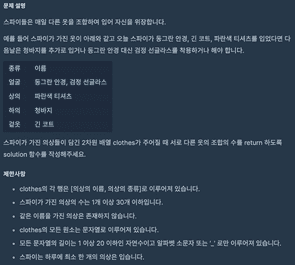 문제 설명
스파이들은 매일 다른 옷을 조합하여 입어 자신을 위장합니다.
예를 들어 스파이가 가진 옷이 아래와 같고 오늘 스파이가 동그란 안경, 긴 코트, 파란색 티셔츠를 입었다면 다음날은 청바지를 추가로 입거나 동그란 안경 대신 검정 선글라스를 착용하거나 해야 합니다.
종류 이름
얼굴 동그란 안경, 검정 선글라스
상의 파란색 티셔츠
하의 청바지
겉옷 긴 코트
스파이가 가진 의상들이 담긴 2차원 배열 clothes가 주어질 때 서로 다른 옷의 조합의 수를 return 하도록 solution 함수를 작성해주세요.
제한사항
• clothes의 각 행은 [의상의 이름, 의상의 종류]로 이루어져 있습니다.
• 스파이가 가진 의상의 수는 1개 이상 30개 이하입니다.
• 같은 이름을 가진 의상은 존재하지 않습니다.
• clothes의 모든 원소는 문자열로 이루어져 있습니다.
• 모든 문자열의 길이는 1 이상 20 이하인 자연수이고 알파벳 소문자 또는 '_' 로만 이루어져 있습니다.
• 스파이는 하루에 최소 한 개의 의상은 입습니다.